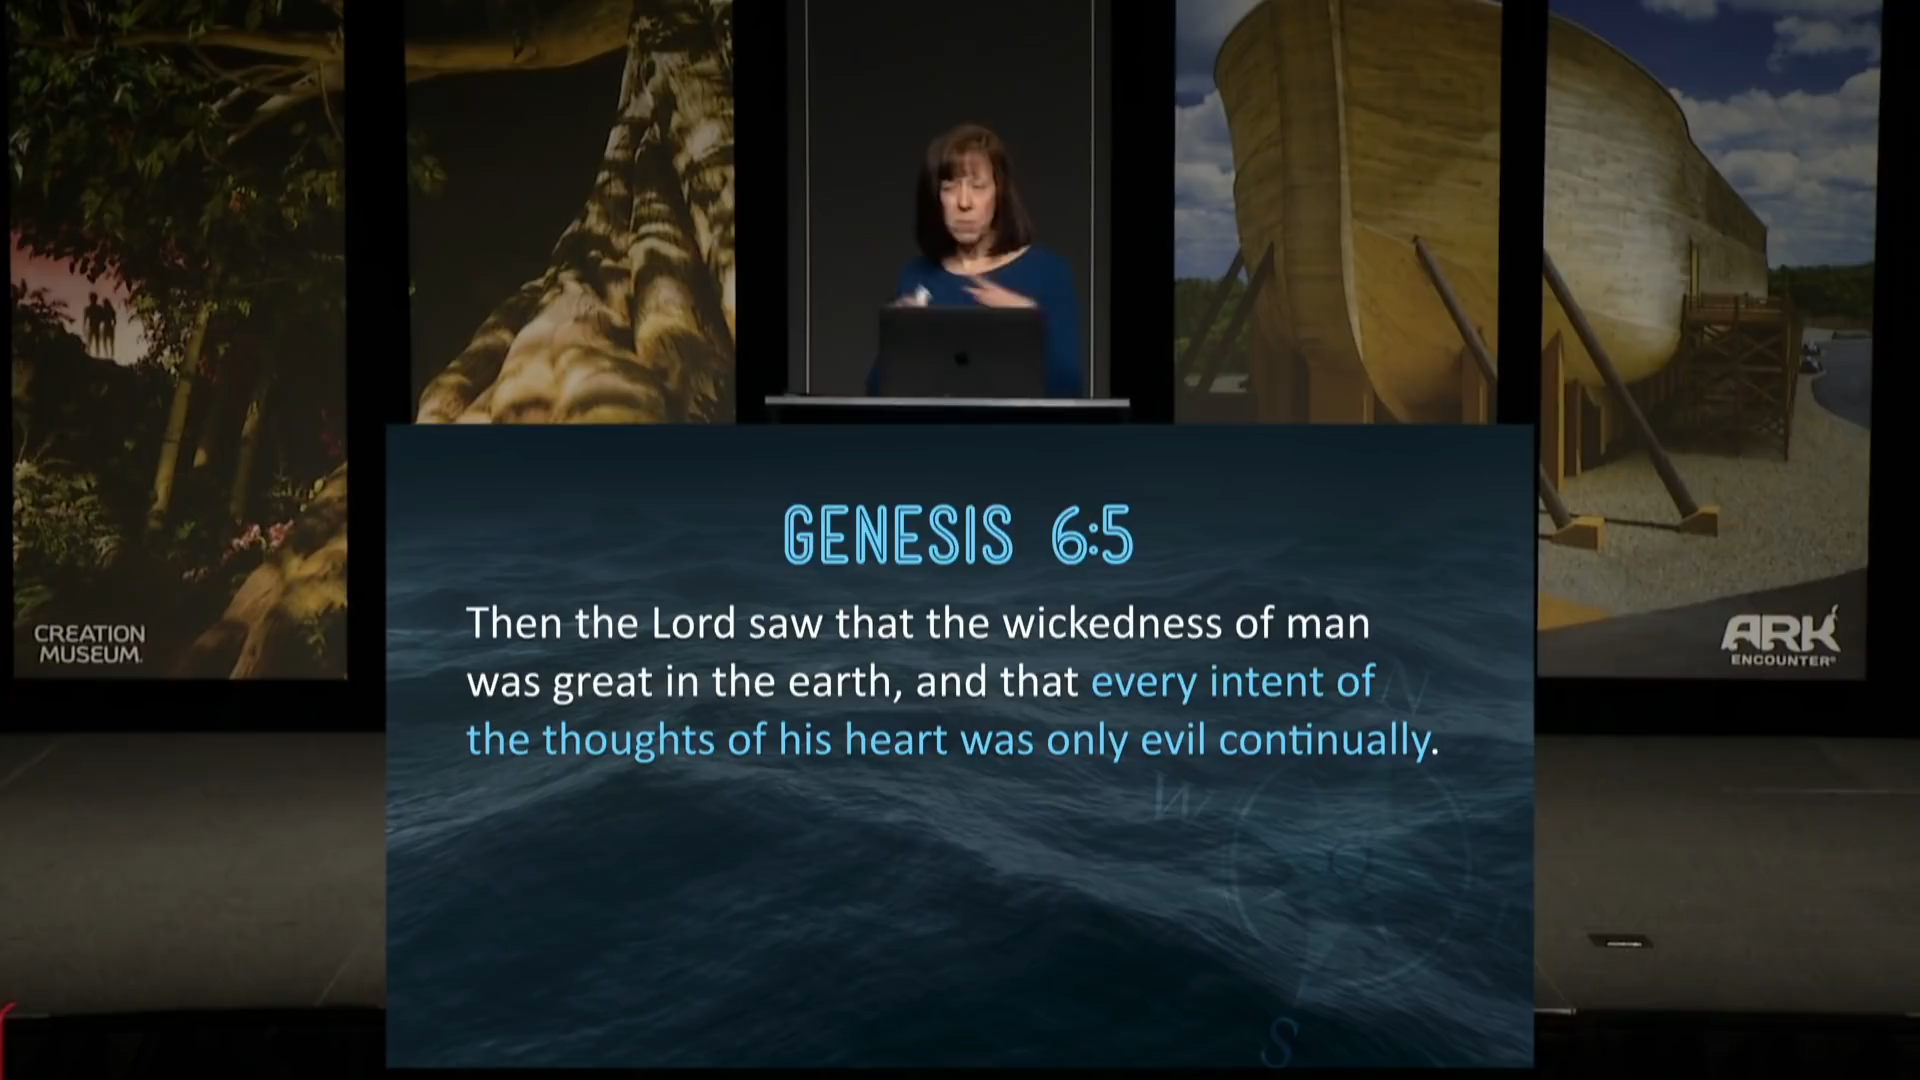 GENESIS 6:5
Then the Lord saw that the wickedness of man
was great in the earth, and that every intent of
the thoughts of his heart was only evil continually.
CREATION
MUSEUM
ARK
ENCOUNTER®
N
W
S